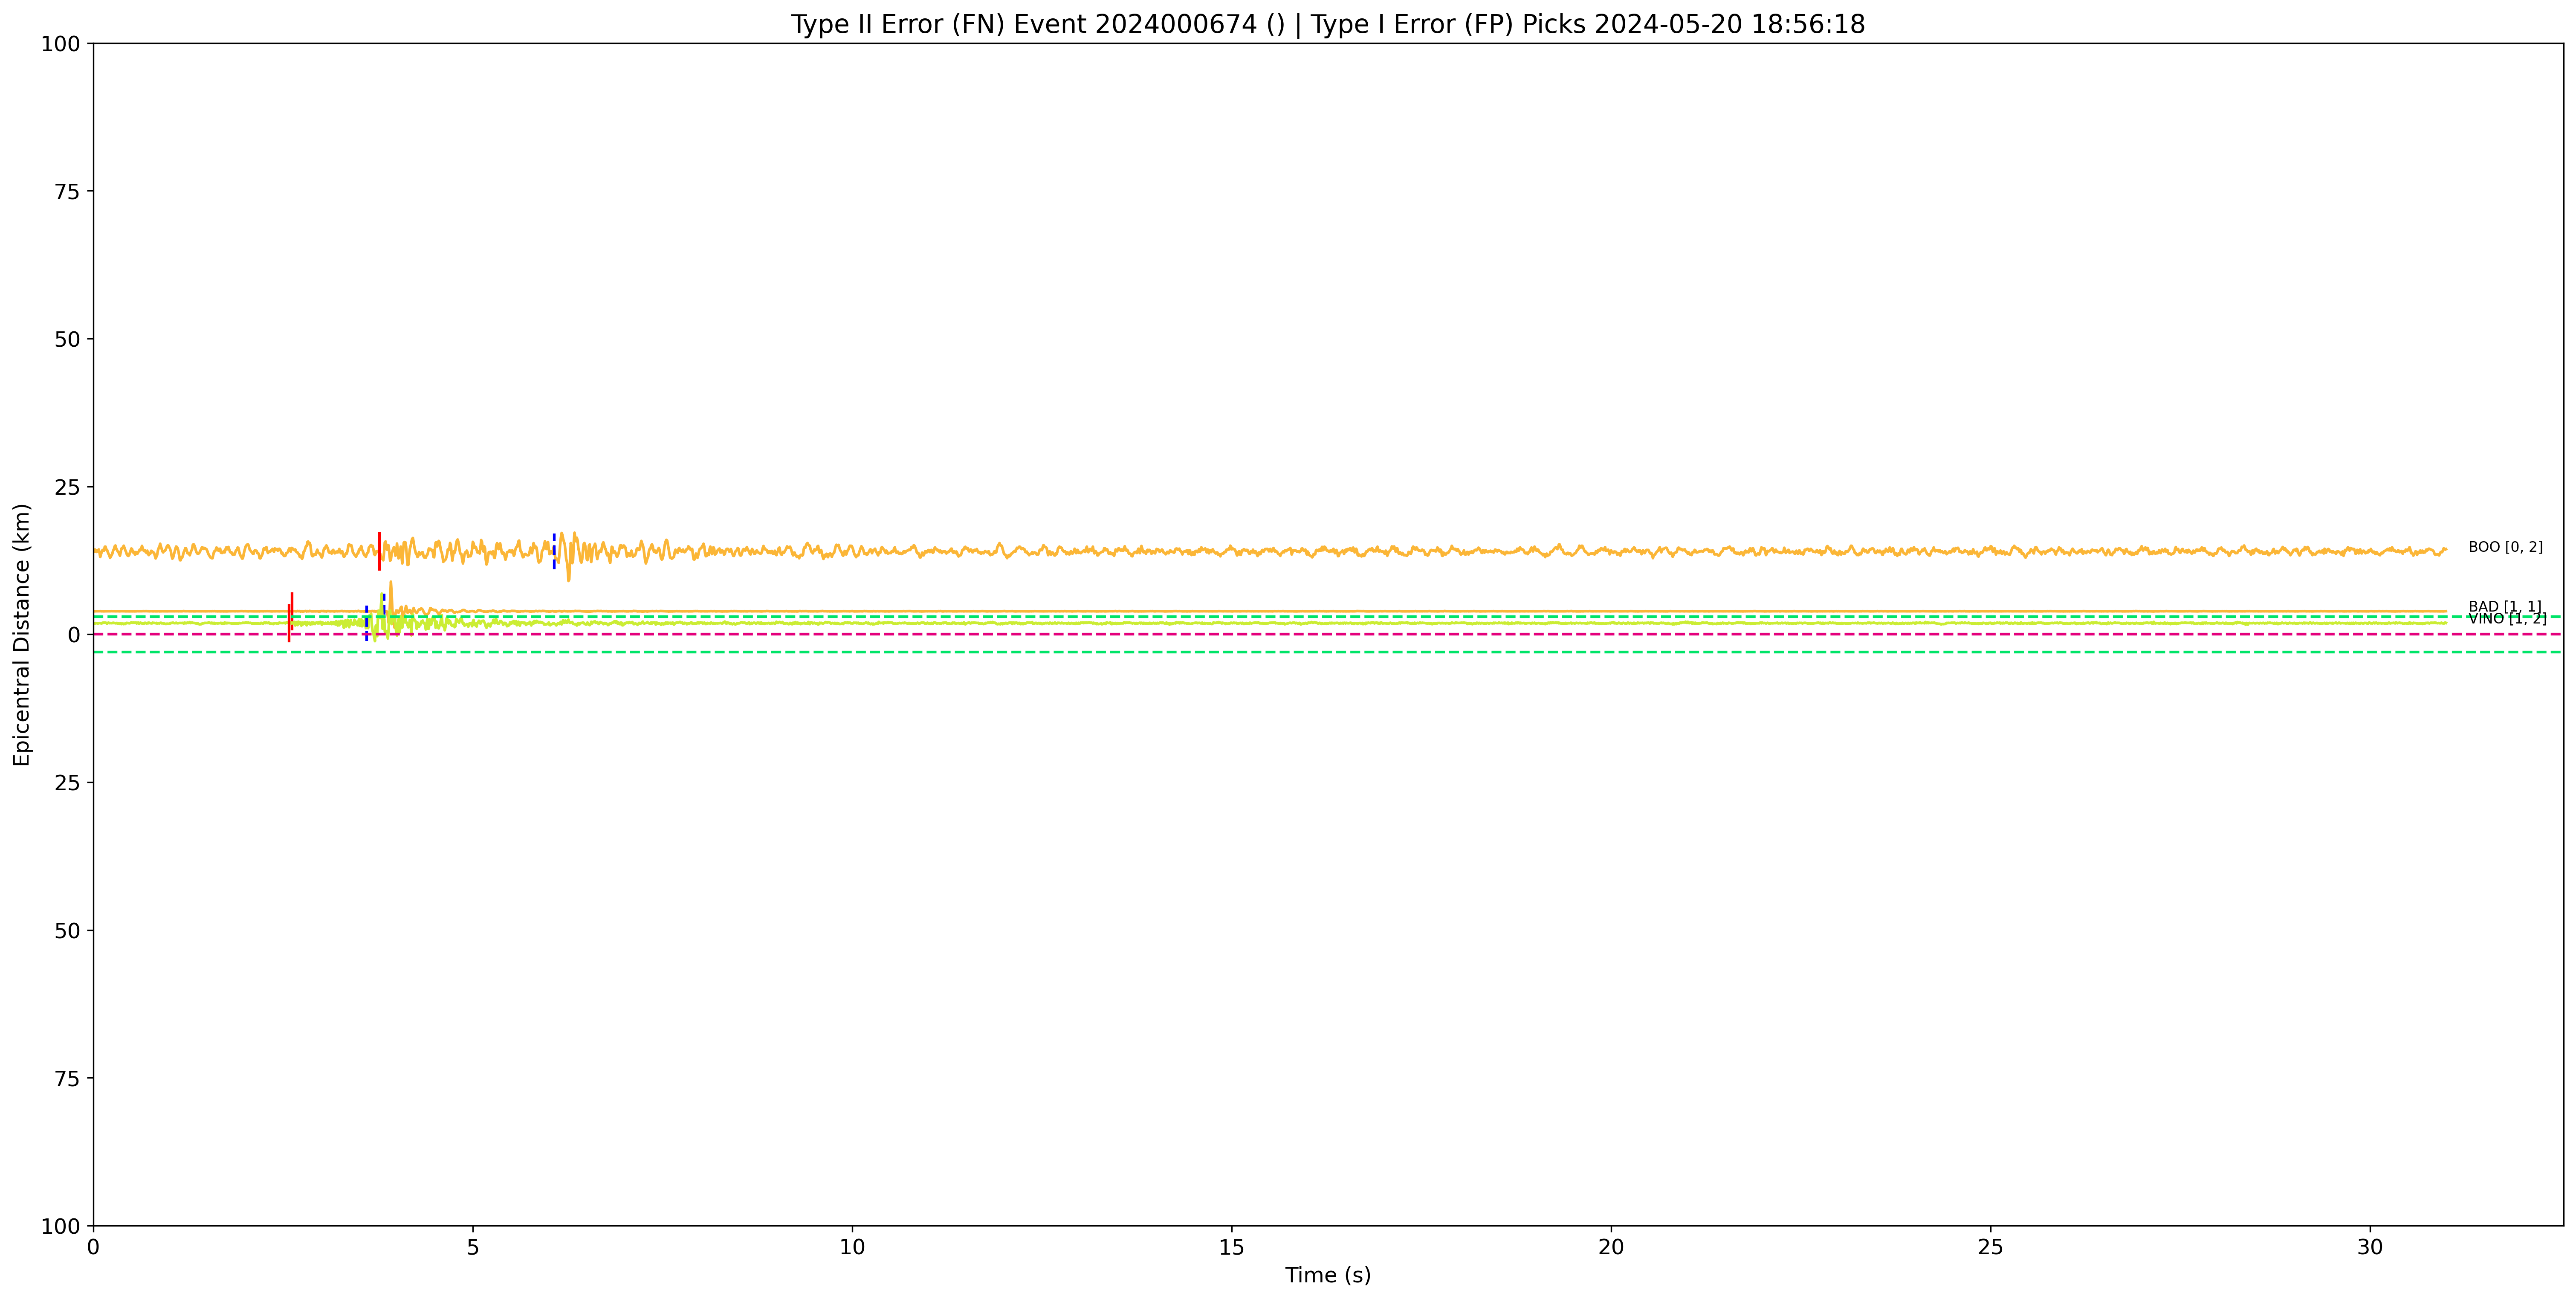 Type II Error (FN) Event 2024000674 () | Type I Error (FP) Picks 2024-05-20 18:56:18
100
75
50
25
0
25
50
75
100
Epicentral Distance (km)
BOO [0, 2]
BAD [1, 1]
VINO [1, 2]
0
5
10
15
20
25
30
Time (s)